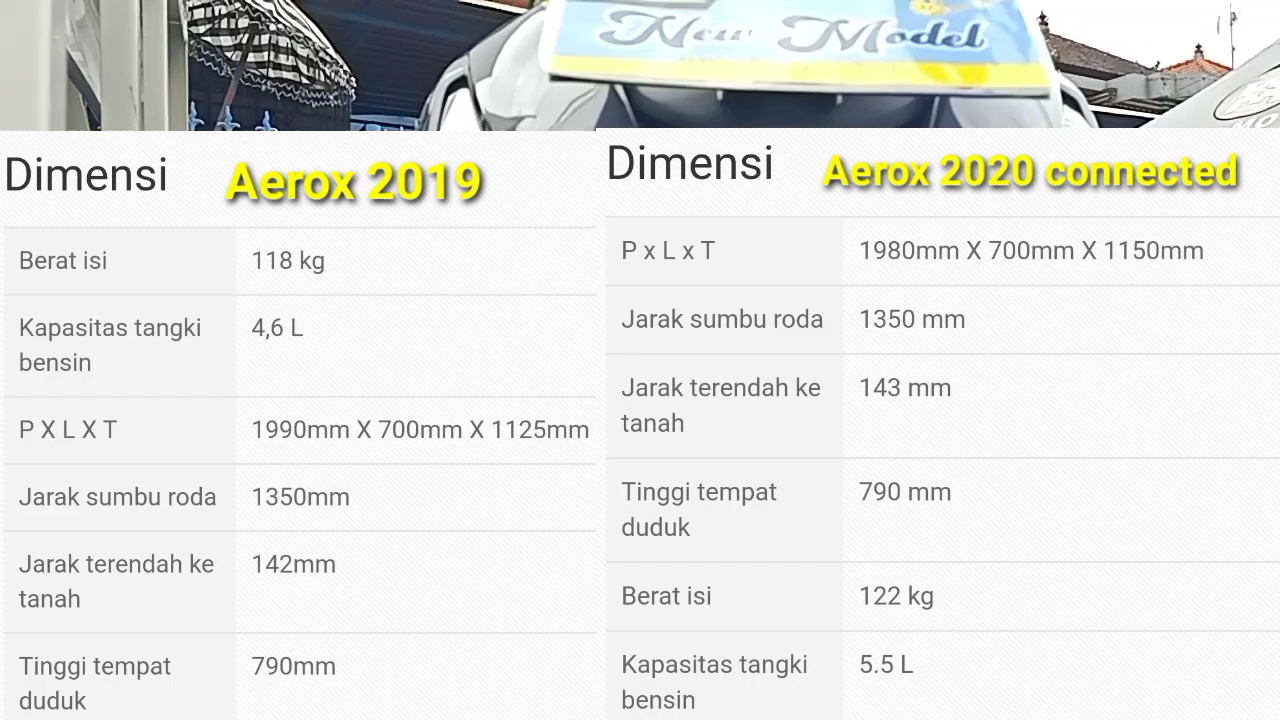 New Model
Dimensi
Aerox 2019
Berat isi
118 kg
Kapasitas tangki
bensin
4,6 L
P X L X T
1990mm X 700mm X 1125mm
Jarak sumbu roda
1350mm
Jarak terendah ke
tanah
142mm
Tinggi tempat
duduk
790mm
Dimensi
Aerox 2020 connected
P x L x T
1980mm X 700mm X 1150mm
Jarak sumbu roda
1350 mm
Jarak terendah ke
tanah
143 mm
Tinggi tempat
duduk
790 mm
Berat isi
122 kg
Kapasitas tangki
bensin
5.5 L